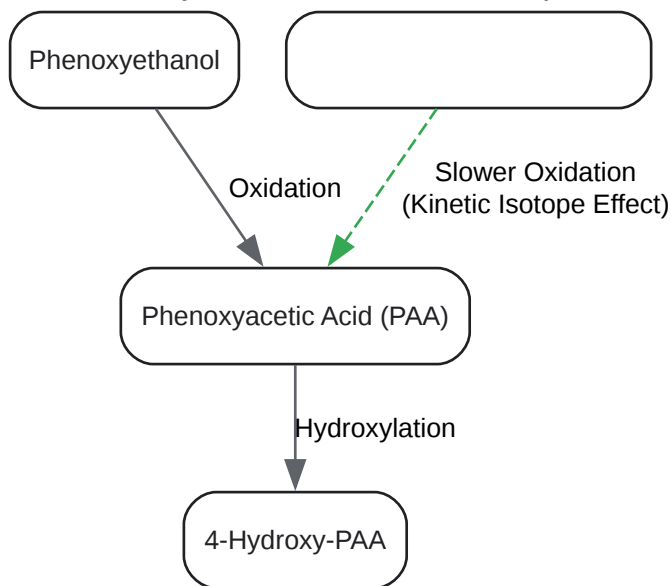 Phenoxyethanol
Oxidation
Slower Oxidation
(Kinetic Isotope Effect)
Phenoxyacetic Acid (PAA)
Hydroxylation
4-Hydroxy-PAA